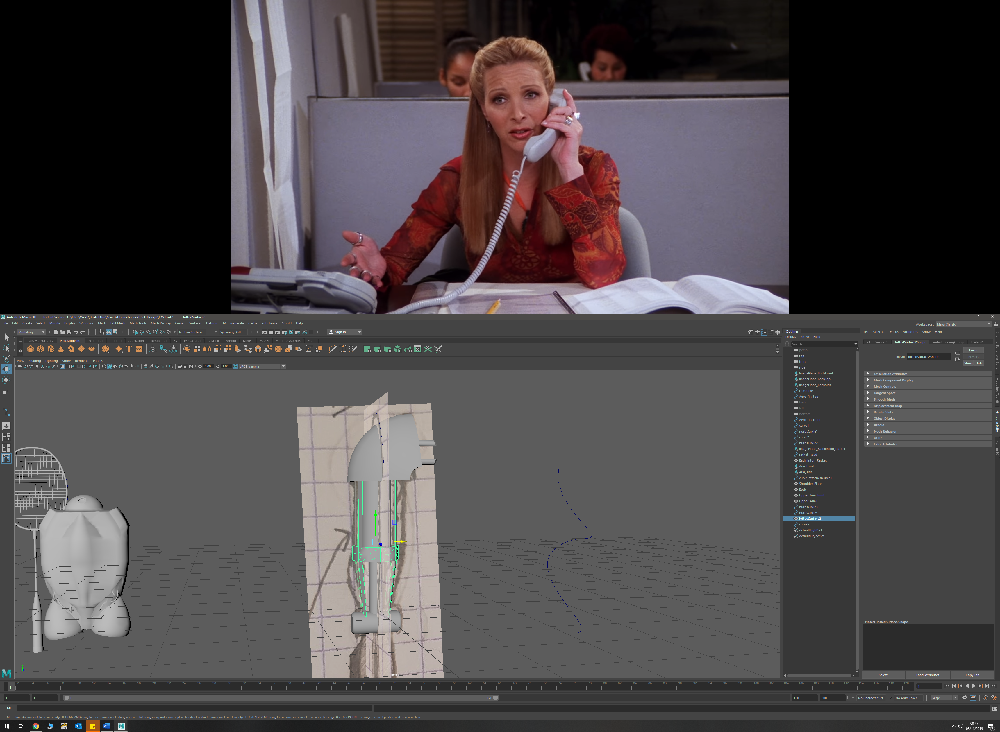 Autodesk Maya 2019 - Student Version: D:\Files\Work\Bristol Uni\Year 3\Character-and-Set-Design\CW1.mb* --- loftedSurface2
File Edit Create Select Modify Display Windows Mesh Edit Mesh Mesh Tools Mesh Display Curves Surfaces Deform UV Generate Cache Substance Arnold Help
Workspace: Maya Classic*
Modeling No Live Surface Symmetry: Off Sign In
Curves / Surfaces Poly Modeling Sculpting Rigging Animation Rendering FX FX Caching Custom Arnold Bifrost MASH Motion Graphics XGen
T SVG 0,0,0
View Shading Lighting Show Renderer Panels
0.00 1.00 sRGB gamma
persp
Outliner
Display Show Help
Search...
persp
top
front
side
ImagePlane_BodyFront
imagePlane_BodyTop
imagePlane_BodySide
LegCurve
Aero_fin_top
back
left
bottom
Aero_fin_front
curve1
nurbsCircle1
curve2
nurbsCircle2
ImagePlane_Badminton_Racket
racket_head
Badminton_Racket
Arm_front
Arm_side
curve4attachedCurve1
Shoulder_Plate
Body
Upper_Arm_Joint
Upper_Arm1
nurbsCircle3
nurbsCircle4
loftedSurface2
curve5
defaultLightSet
defaultObjectSet
List Selected Focus Attributes Show Help
loftedSurface2 loftedSurface2Shape initialShadingGroup lambert1
mesh: loftedSurface2Shape
Focus
Presets
Show Hide
Tessellation Attributes
Mesh Component Display
Mesh Controls
Tangent Space
Smooth Mesh
Displacement Map
Render Stats
Object Display
Arnold
Node Behavior
UUID
Extra Attributes
Notes: loftedSurface2Shape
Select Load Attributes Copy Tab
Channel Box / Layer Editor
Modeling Toolkit
Attribute Editor
Human IK
1 2 4 6 8 10 12 14 16 18 20 22 24 26 28 30 32 34 36 38 40 42 44 46 48 50 52 54 56 58 60 62 64 66 68 70 72 74 76 78 80 82 84 86 88 90 92 94 96 98 100 102 104 106 108 110 112 114 116 118 120 1
1 1 1 120 120 200 No Character Set No Anim Layer 24 fps
MEL
Move Tool: Use manipulator to move object(s). Ctrl+MMB+drag to move components along normals. Shift+drag manipulator axis or plane handles to extrude components or clone objects. Ctrl+Shift+LMB+drag to constrain movement to a connected edge. Use D or INSERT to change the pivot position and axis orientation.
00:47
05/11/2019